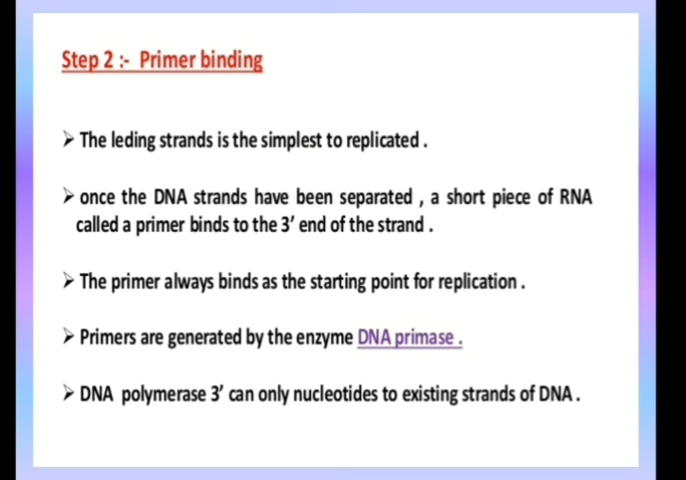 Step 2 :- Primer binding
➢ The leding strands is the simplest to replicated .
➢ once the DNA strands have been separated , a short piece of RNA
called a primer binds to the 3’ end of the strand .
➢ The primer always binds as the starting point for replication .
➢ Primers are generated by the enzyme DNA primase .
➢ DNA polymerase 3’ can only nucleotides to existing strands of DNA .